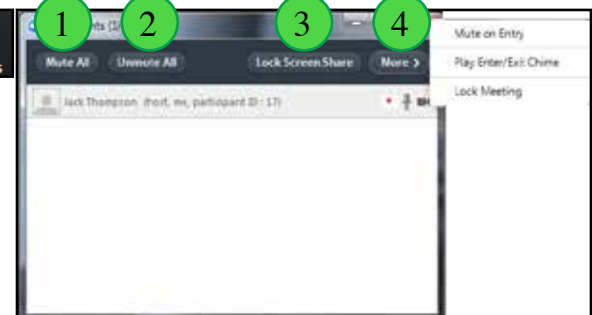 1 2 3 4
Mute All Unmute All Lock Screen Share More >
Jack Thompson (host, me, participant ID: 17)
Mute on Entry
Play Enter/Exit Chime
Lock Meeting